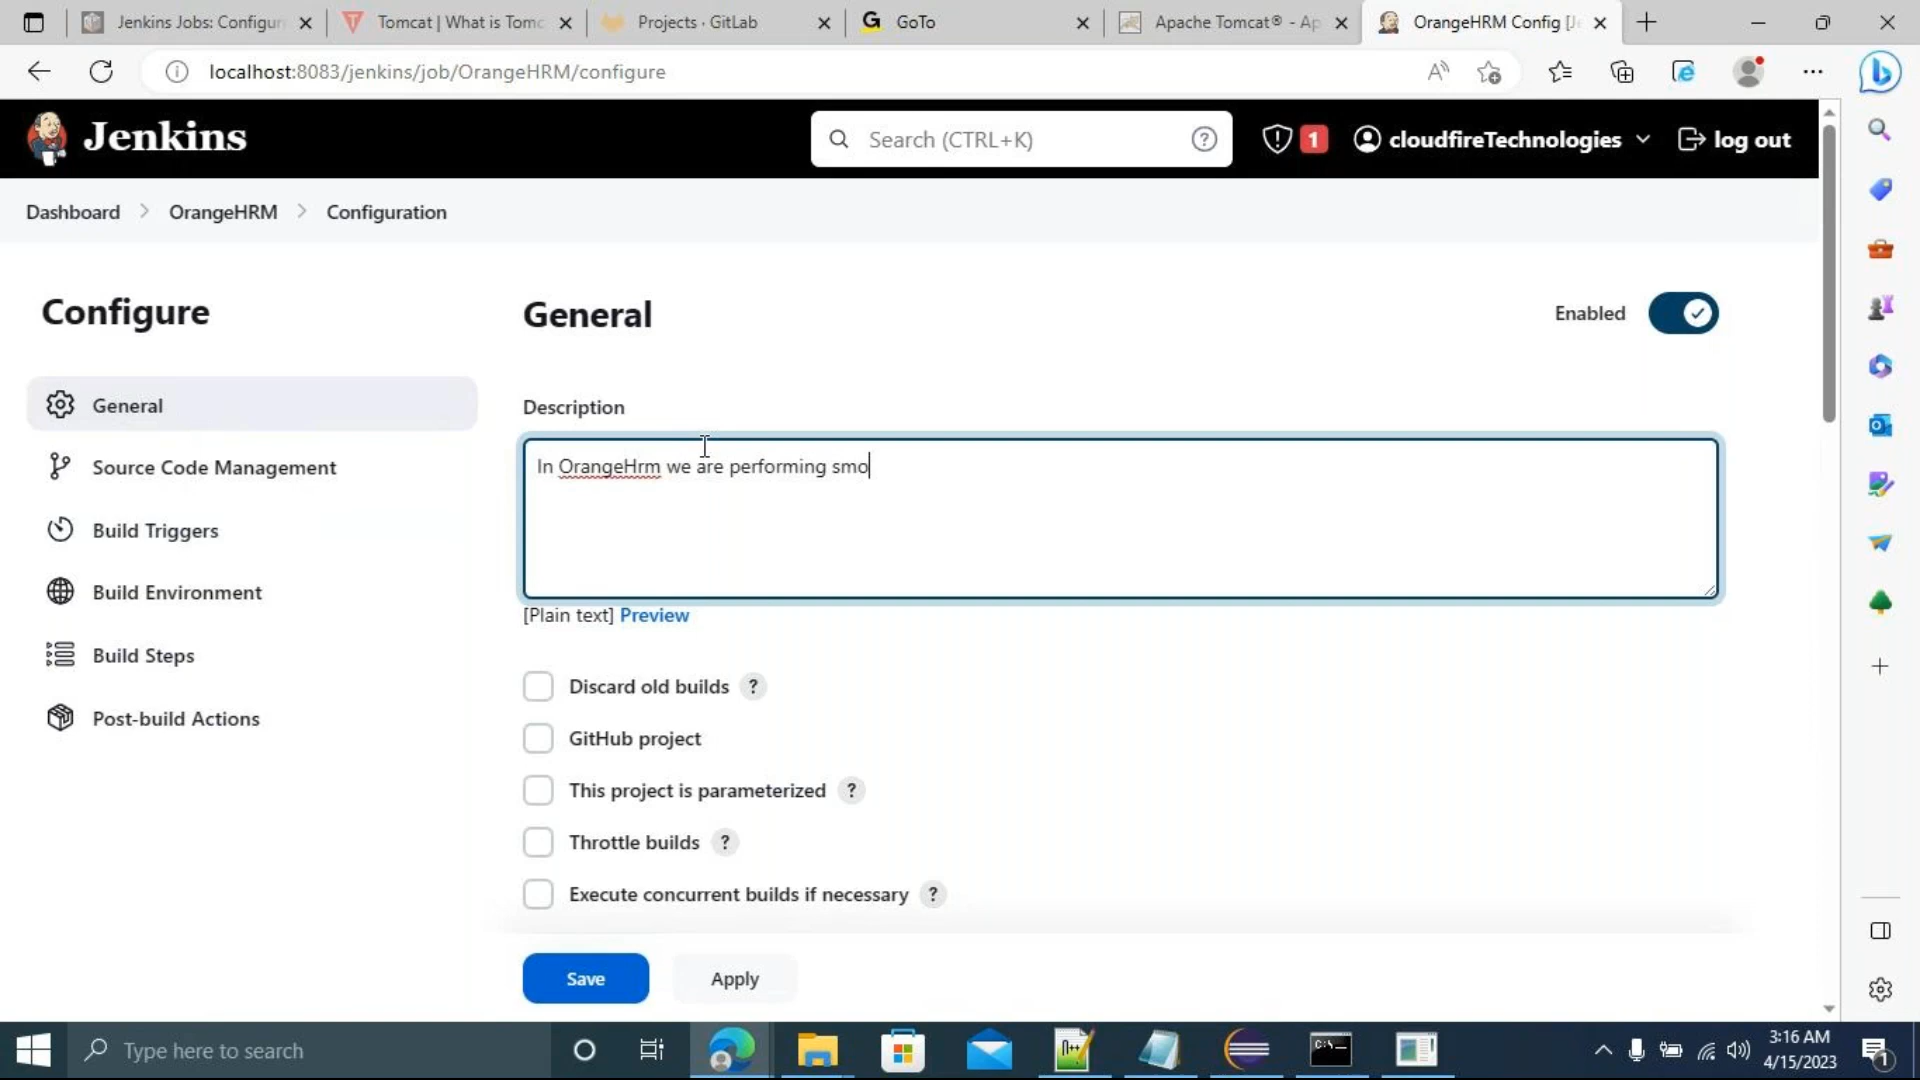 Jenkins Jobs: Configur
Tomcat | What is Tomc
Projects · GitLab
GoTo
Apache Tomcat® - Ap
OrangeHRM Config [Je
localhost:8083/jenkins/job/OrangeHRM/configure
Jenkins
Search (CTRL+K)
?
1
cloudfireTechnologies
log out
Dashboard
OrangeHRM
Configuration
Configure
General
Source Code Management
Build Triggers
Build Environment
Build Steps
Post-build Actions
General
Enabled
Description
In OrangeHrm we are performing smo
[Plain text] Preview
Discard old builds ?
GitHub project
This project is parameterized ?
Throttle builds ?
Execute concurrent builds if necessary ?
Save
Apply
Type here to search
3:16 AM
4/15/2023
1